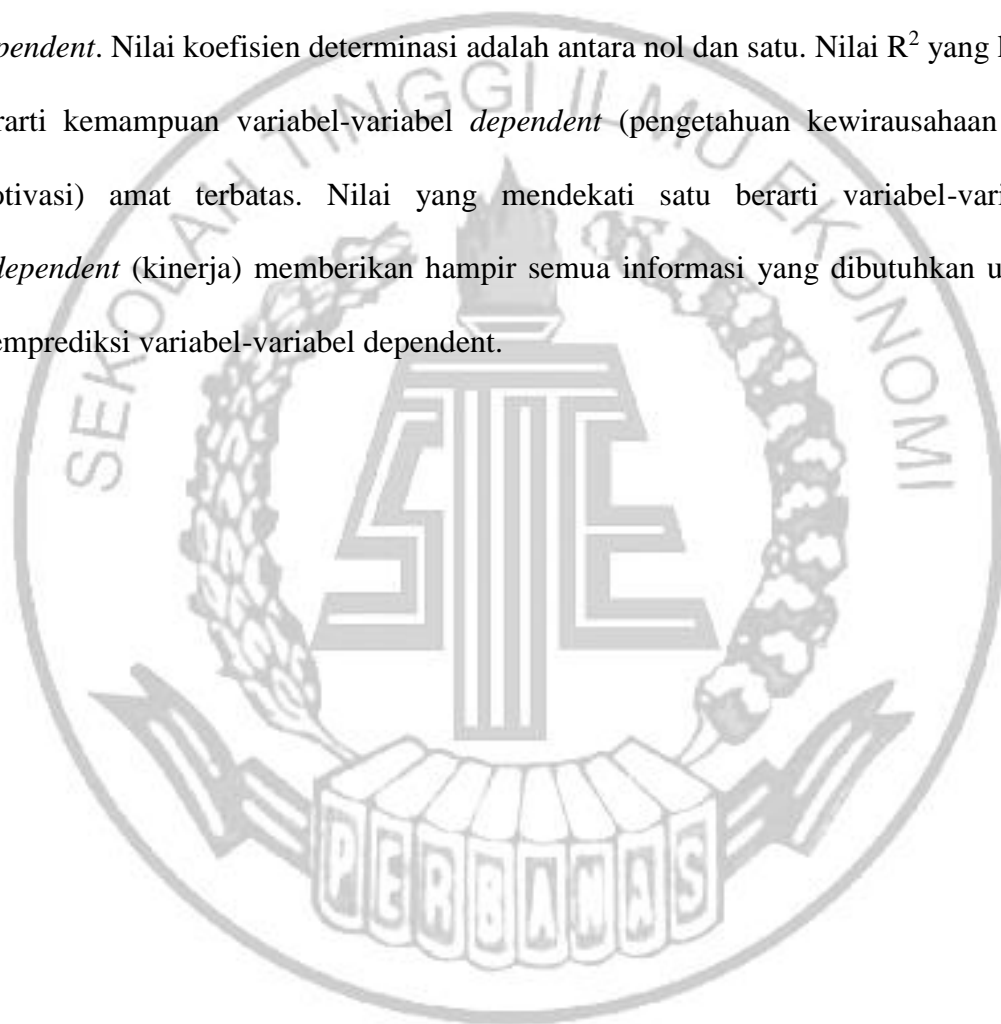 pendent. Nilai koefisien determinasi adalah antara nol dan satu. Nilai R² yang
rarti kemampuan variabel-variabel dependent (pengetahuan kewirausahaan
otivasi) amat terbatas. Nilai yang mendekati satu berarti variabel-vari
dependent (kinerja) memberikan hampir semua informasi yang dibutuhkan u
emprediksi variabel-variabel dependent.
SEKOLAH TINGGI ILMU EKONOMI
STIE
PERBANAS